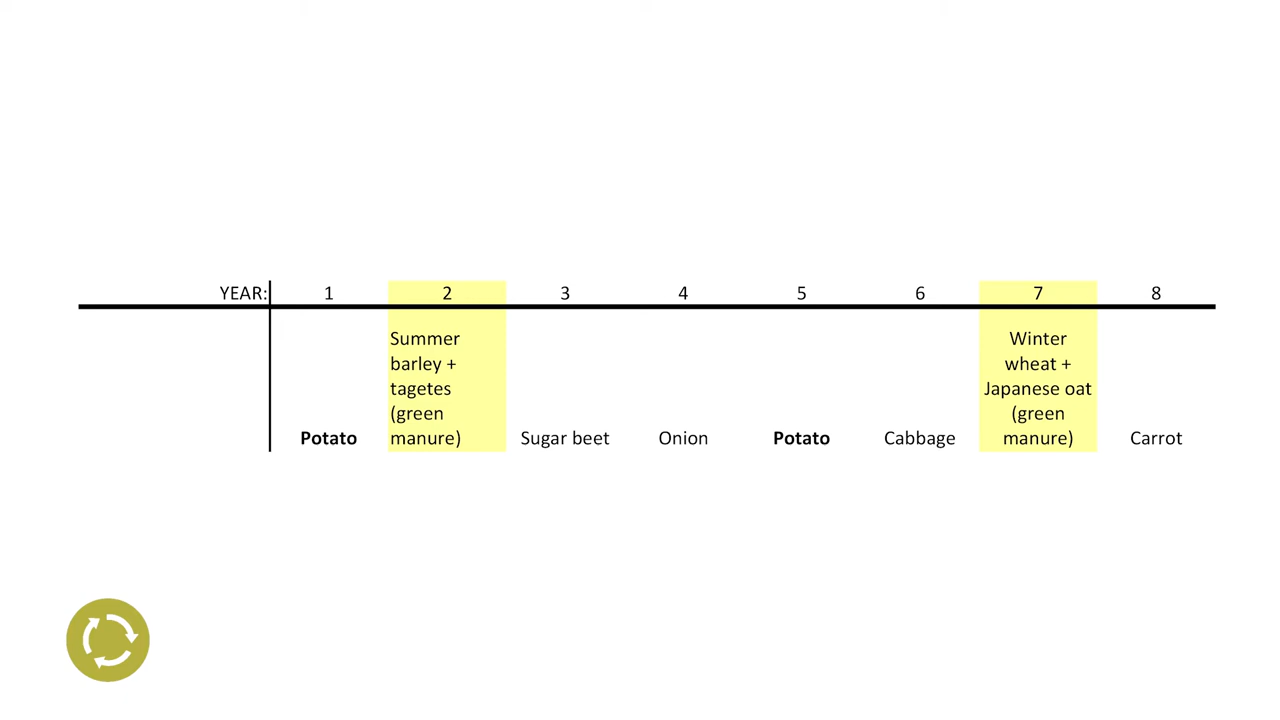 YEAR: 1 2 3 4 5 6 7 8
Summer Winter
barley + wheat +
tagetes Japanese oat
(green (green
Potato manure) Sugar beet Onion Potato Cabbage manure) Carrot